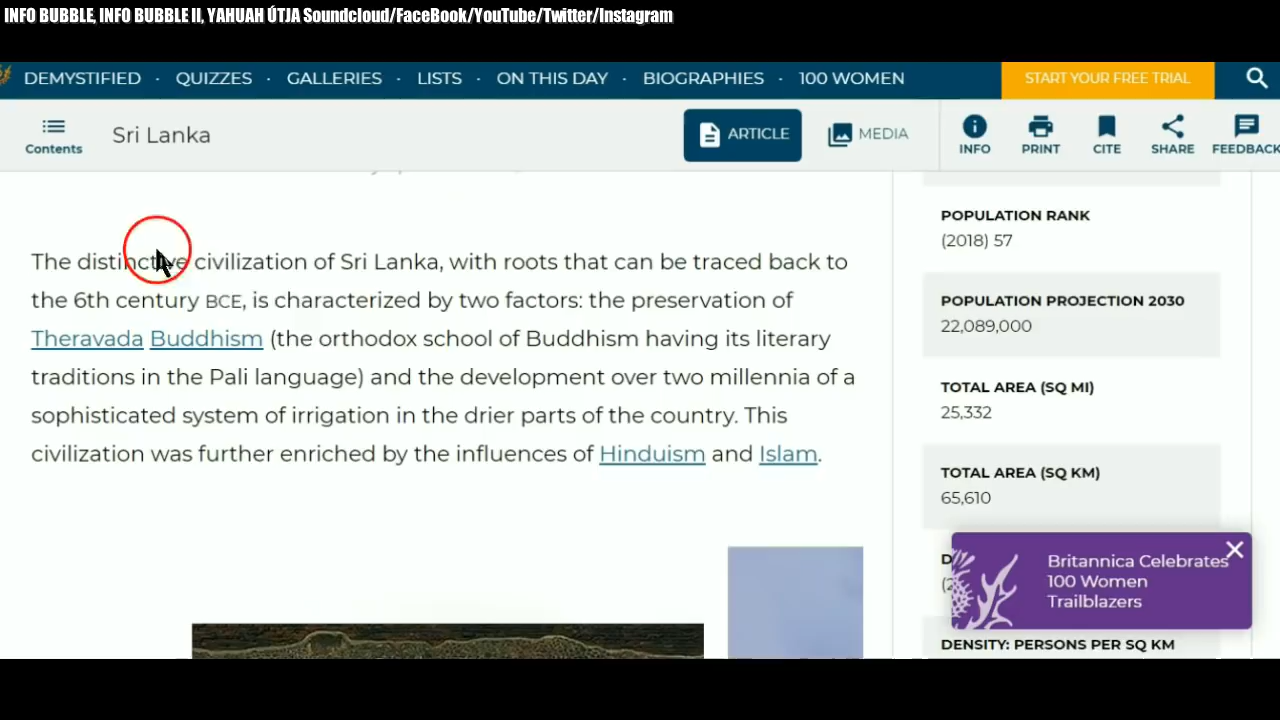 INFO BUBBLE, INFO BUBBLE II, YAHUAH ÚTJA Soundcloud/FaceBook/YouTube/Twitter/Instagram
DEMYSTIFIED · QUIZZES · GALLERIES · LISTS · ON THIS DAY · BIOGRAPHIES · 100 WOMEN START YOUR FREE TRIAL
Contents Sri Lanka ARTICLE MEDIA INFO PRINT CITE SHARE FEEDBACK
The distinctive civilization of Sri Lanka, with roots that can be traced back to
the 6th century BCE, is characterized by two factors: the preservation of
Theravada Buddhism (the orthodox school of Buddhism having its literary
traditions in the Pali language) and the development over two millennia of a
sophisticated system of irrigation in the drier parts of the country. This
civilization was further enriched by the influences of Hinduism and Islam.
POPULATION RANK
(2018) 57
POPULATION PROJECTION 2030
22,089,000
TOTAL AREA (SQ MI)
25,332
TOTAL AREA (SQ KM)
65,610
Britannica Celebrates
100 Women
Trailblazers
DENSITY: PERSONS PER SQ KM